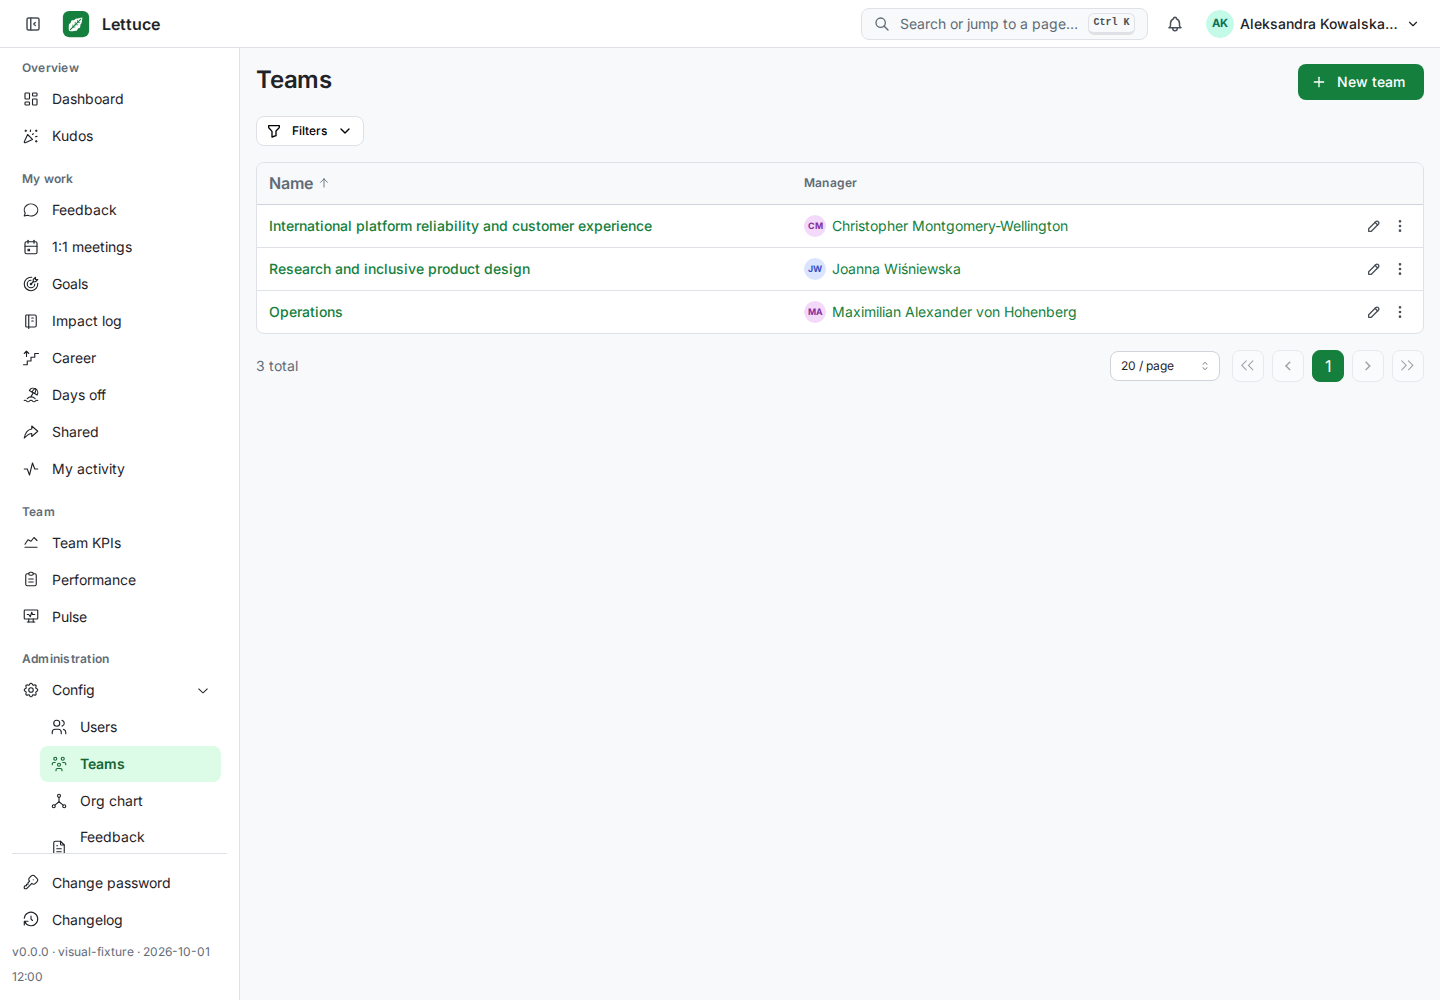 Lettuce
Search or jump to a page...
Ctrl K
AK
Aleksandra Kowalska...
Overview
Dashboard
Kudos
My work
Feedback
1:1 meetings
Goals
Impact log
Career
Days off
Shared
My activity
Team
Team KPIs
Performance
Pulse
Administration
Config
Users
Teams
Org chart
Feedback
Change password
Changelog
v0.0.0 · visual-fixture · 2026-10-01
12:00
Teams
New team
Filters
Name
Manager
International platform reliability and customer experience
CM
Christopher Montgomery-Wellington
Research and inclusive product design
JW
Joanna Wiśniewska
Operations
MA
Maximilian Alexander von Hohenberg
3 total
20 / page
1